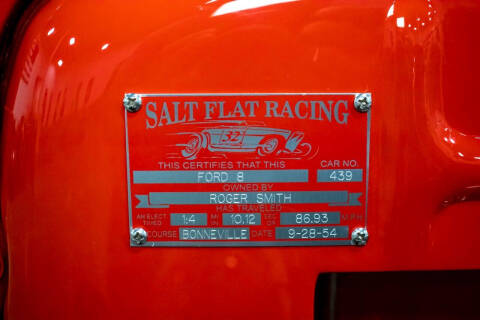 SALT FLAT RACING
32
THIS CERTIFIES THAT THIS CAR NO.
FORD 8 439
OWNED BY
ROGER SMITH
HAS TRAVELED
AN ELECT TIMED 1:4 MI IN 10.12 SEC OR 86.93 M.P.H.
COURSE BONNEVILLE DATE 9-28-54